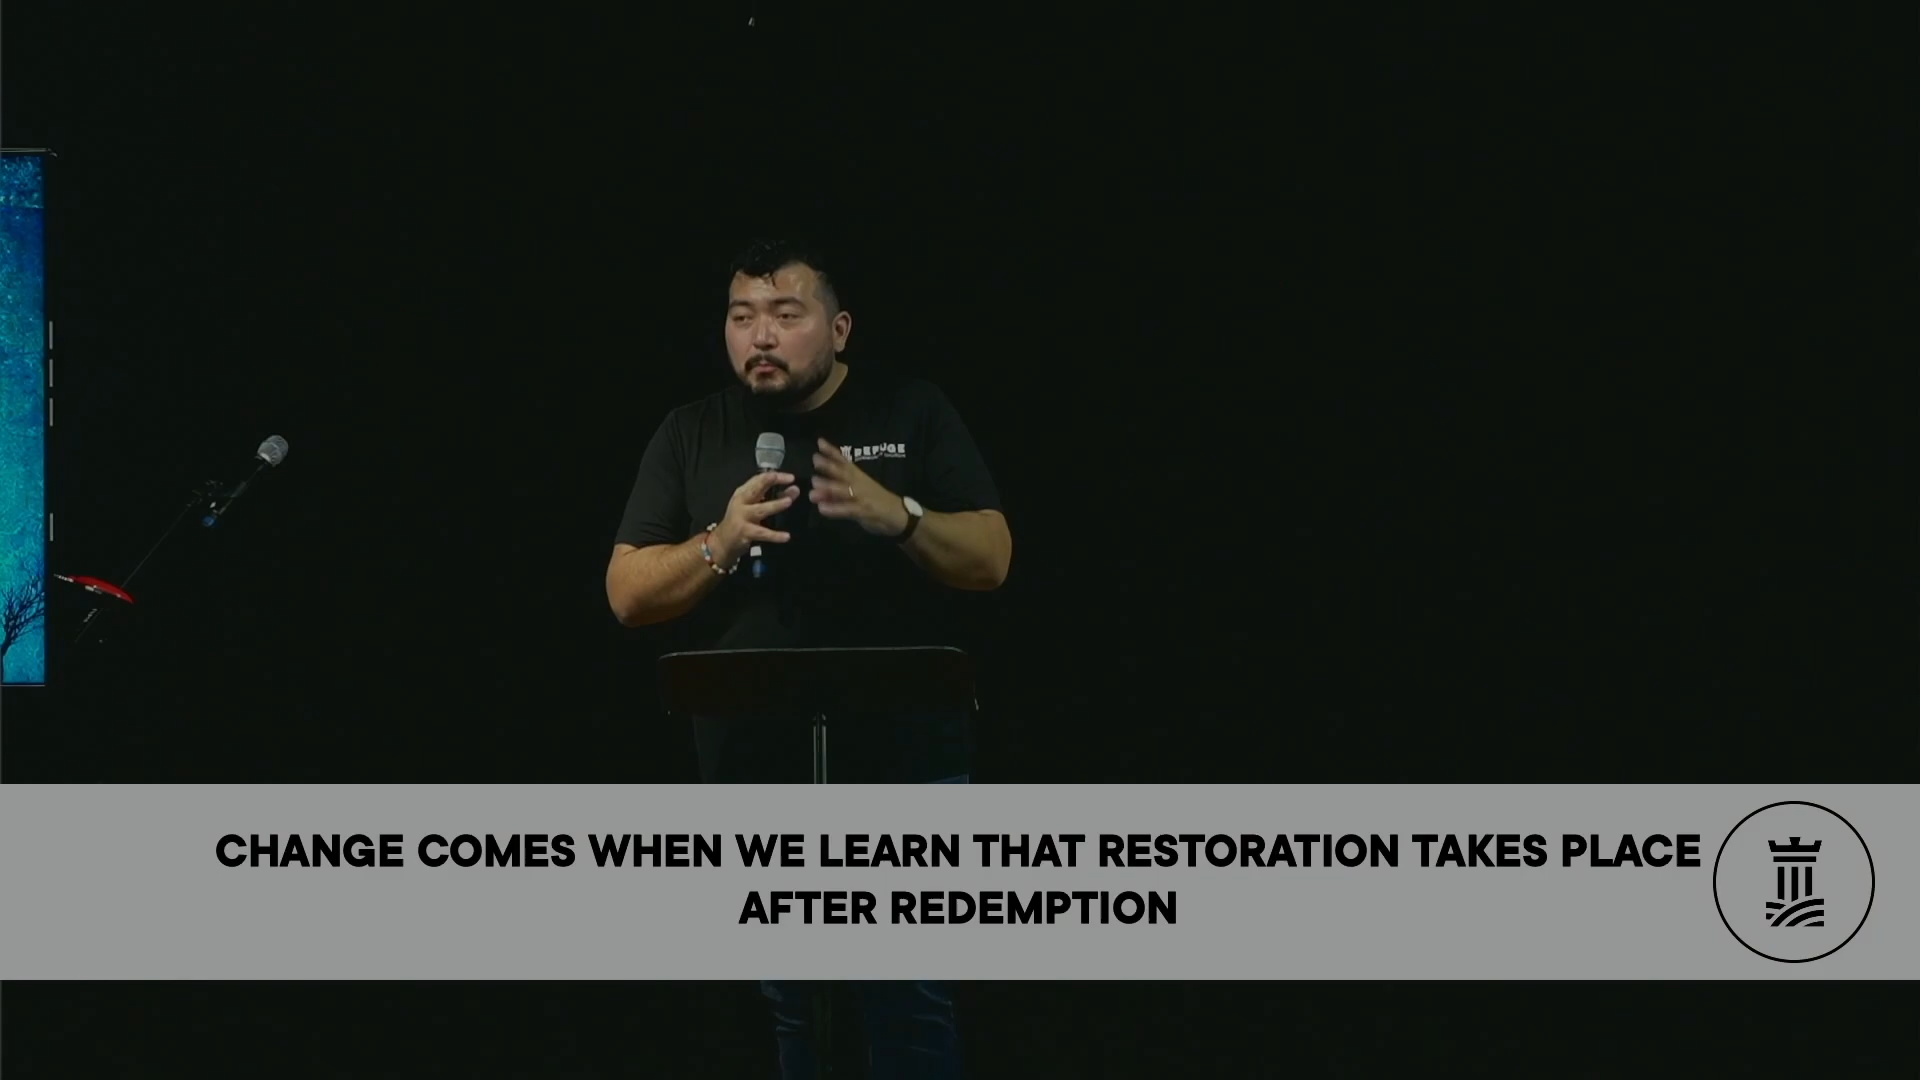 REFUGE
CHANGE COMES WHEN WE LEARN THAT RESTORATION TAKES PLACE
AFTER REDEMPTION